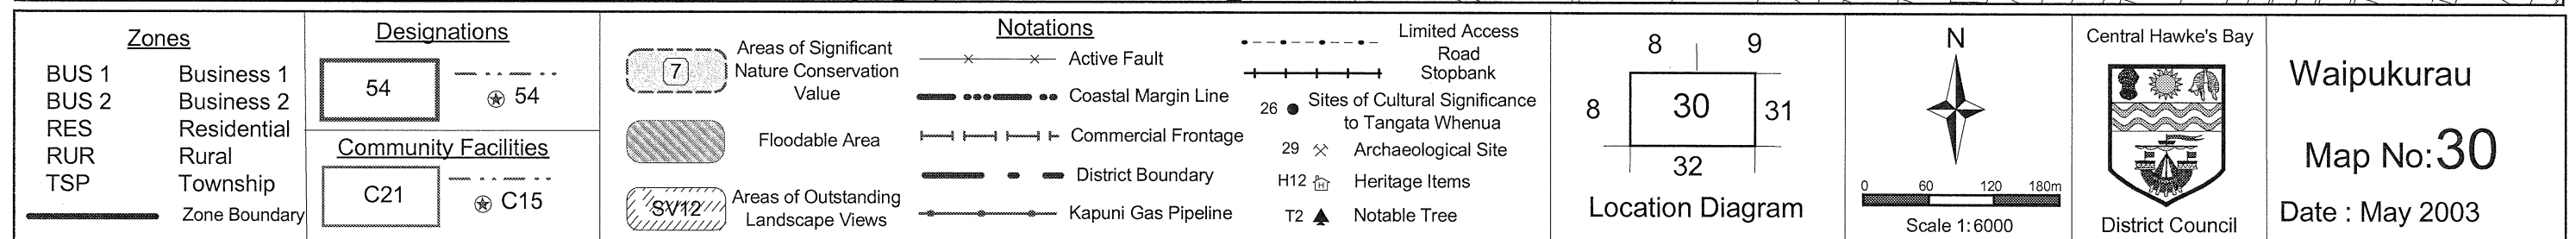 Zones
BUS 1 Business 1
BUS 2 Business 2
RES Residential
RUR Rural
TSP Township
Zone Boundary
Designations
54
54
Community Facilities
C21
C15
Notations
7
Areas of Significant
Nature Conservation
Value
Floodable Area
SV12
Areas of Outstanding
Landscape Views
Active Fault
Coastal Margin Line
Commercial Frontage
District Boundary
Kapuni Gas Pipeline
Limited Access
Road
Stopbank
26 Sites of Cultural Significance
to Tangata Whenua
29 Archaeological Site
H12 H Heritage Items
T2 Notable Tree
8 9
8 30 31
32
Location Diagram
N
0 60 120 180m
Scale 1:6000
Central Hawke's Bay
District Council
Waipukurau
Map No: 30
Date : May 2003